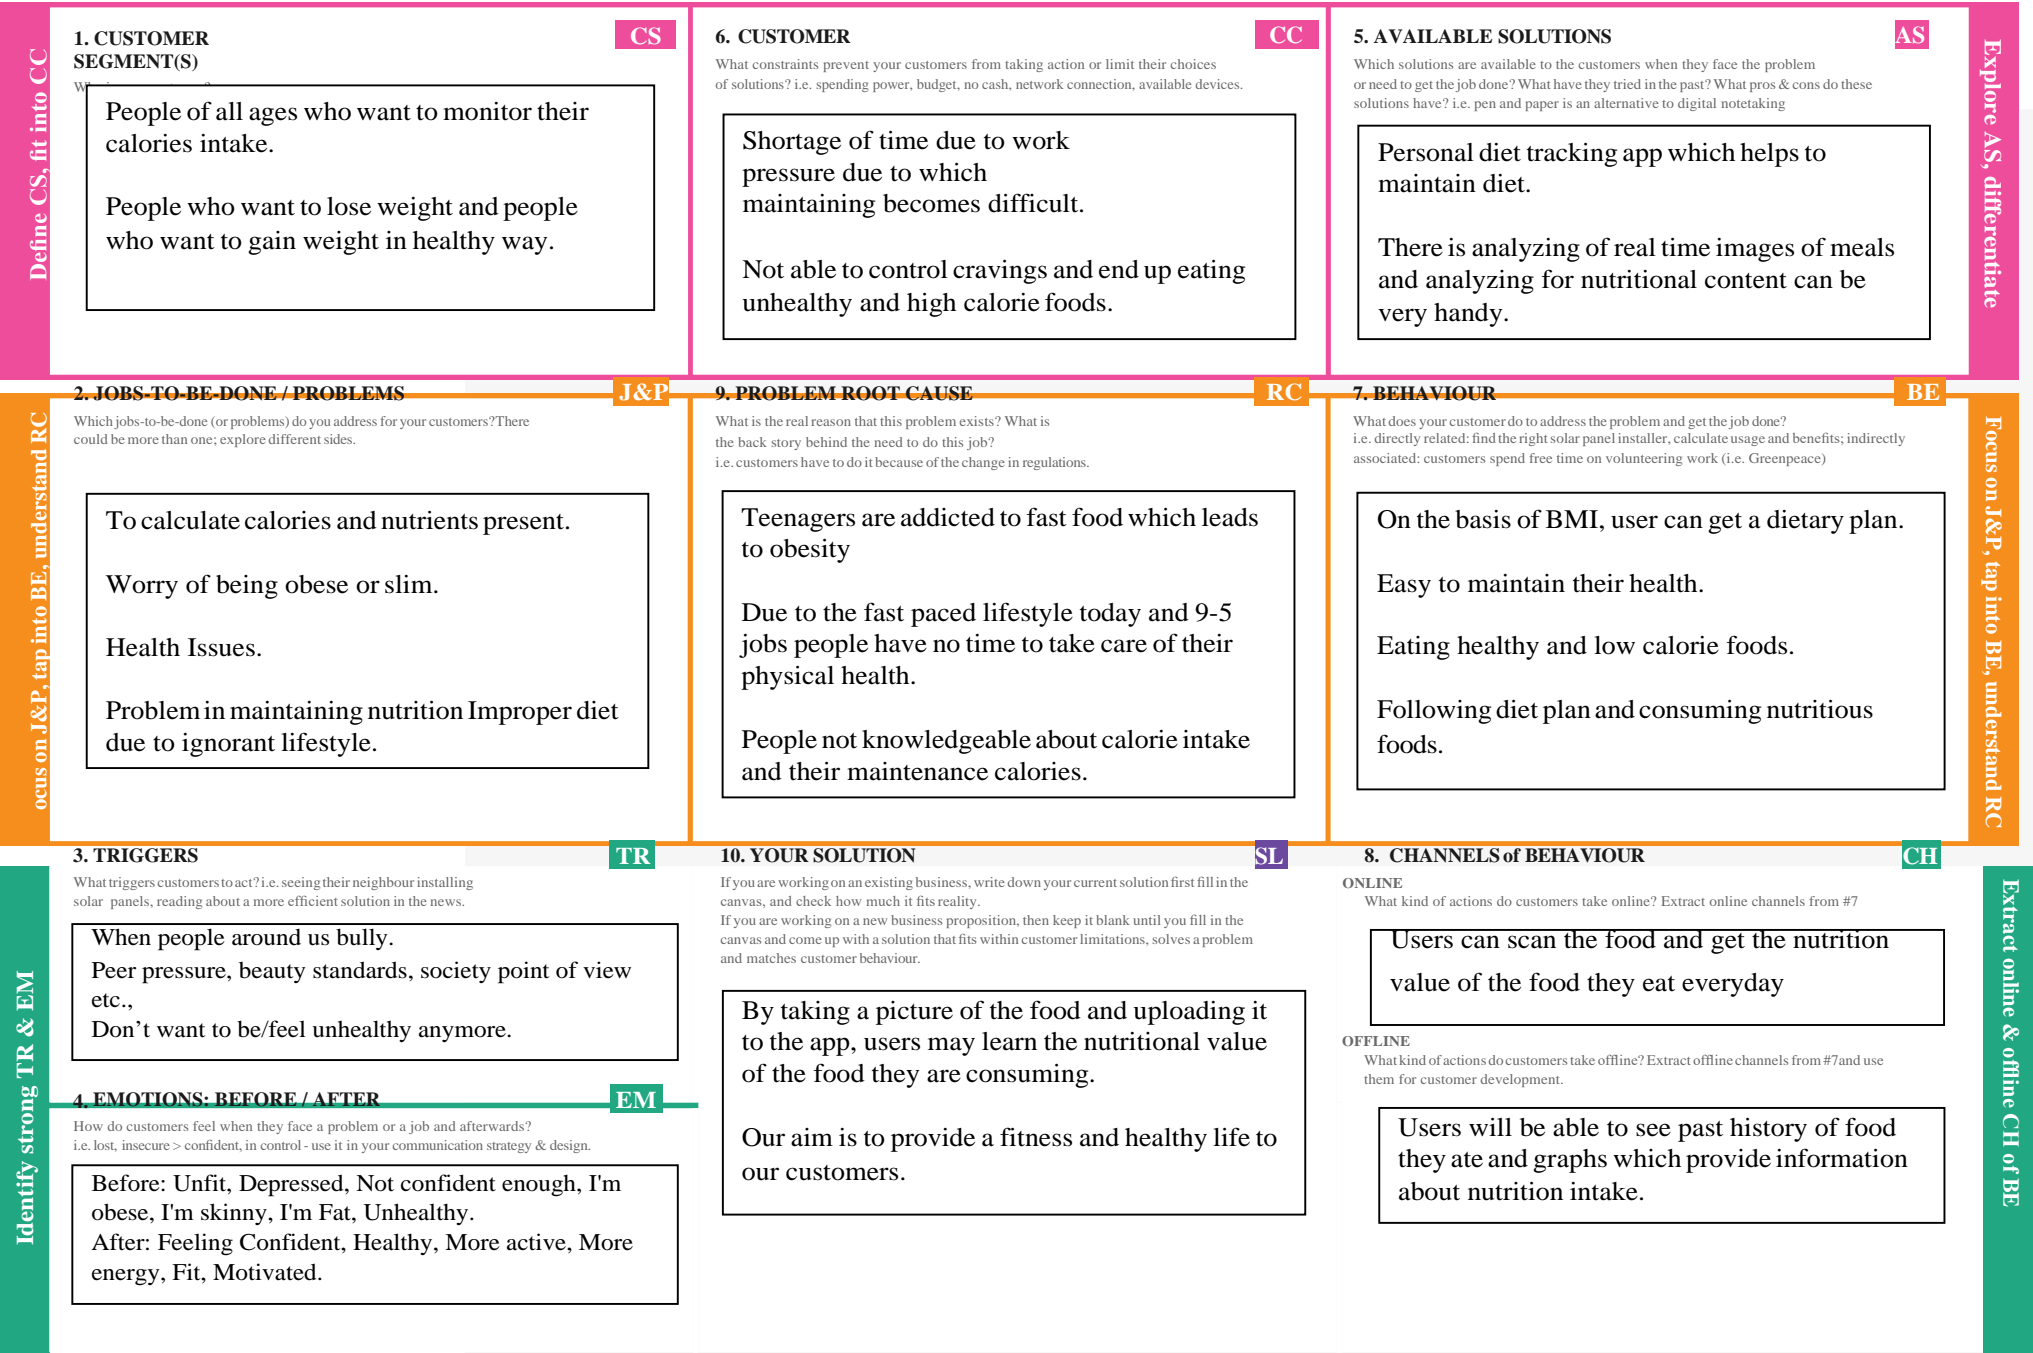 Define CS, fit into CC
1. CUSTOMER
SEGMENT(S)
CS
People of all ages who want to monitor their
calories intake.
People who want to lose weight and people
who want to gain weight in healthy way.
6. CUSTOMER
CC
What constraints prevent your customers from taking action or limit their choices
of solutions? i.e. spending power, budget, no cash, network connection, available devices.
Shortage of time due to work
pressure due to which
maintaining becomes difficult.
Not able to control cravings and end up eating
unhealthy and high calorie foods.
5. AVAILABLE SOLUTIONS
AS
Which solutions are available to the customers when they face the problem
or need to get the job done? What have they tried in the past? What pros & cons do these
solutions have? i.e. pen and paper is an alternative to digital notetaking
Personal diet tracking app which helps to
maintain diet.
There is analyzing of real time images of meals
and analyzing for nutritional content can be
very handy.
Explore AS, differentiate
ocus on J&P, tap into BE, understand RC
2. JOBS-TO-BE-DONE / PROBLEMS
J&P
Which jobs-to-be-done (or problems) do you address for your customers? There
could be more than one; explore different sides.
To calculate calories and nutrients present.
Worry of being obese or slim.
Health Issues.
Problem in maintaining nutrition Improper diet
due to ignorant lifestyle.
9. PROBLEM ROOT CAUSE
RC
What is the real reason that this problem exists? What is
the back story behind the need to do this job?
i.e. customers have to do it because of the change in regulations.
Teenagers are addicted to fast food which leads
to obesity
Due to the fast paced lifestyle today and 9-5
jobs people have no time to take care of their
physical health.
People not knowledgeable about calorie intake
and their maintenance calories.
7. BEHAVIOUR
BE
What does your customer do to address the problem and get the job done?
i.e. directly related: find the right solar panel installer, calculate usage and benefits; indirectly
associated: customers spend free time on volunteering work (i.e. Greenpeace)
On the basis of BMI, user can get a dietary plan.
Easy to maintain their health.
Eating healthy and low calorie foods.
Following diet plan and consuming nutritious
foods.
Focus on J&P, tap into BE, understand RC
Identify strong TR & EM
3. TRIGGERS
TR
What triggers customers to act? i.e. seeing their neighbour installing
solar panels, reading about a more efficient solution in the news.
When people around us bully.
Peer pressure, beauty standards, society point of view
etc.,
Don't want to be/feel unhealthy anymore.
4. EMOTIONS: BEFORE / AFTER
EM
How do customers feel when they face a problem or a job and afterwards?
i.e. lost, insecure > confident, in control - use it in your communication strategy & design.
Before: Unfit, Depressed, Not confident enough, I'm
obese, I'm skinny, I'm Fat, Unhealthy.
After: Feeling Confident, Healthy, More active, More
energy, Fit, Motivated.
10. YOUR SOLUTION
SL
If you are working on an existing business, write down your current solution first fill in the
canvas, and check how much it fits reality.
If you are working on a new business proposition, then keep it blank until you fill in the
canvas and come up with a solution that fits within customer limitations, solves a problem
and matches customer behaviour.
By taking a picture of the food and uploading it
to the app, users may learn the nutritional value
of the food they are consuming.
Our aim is to provide a fitness and healthy life to
our customers.
8. CHANNELS of BEHAVIOUR
CH
ONLINE
What kind of actions do customers take online? Extract online channels from #7
Users can scan the food and get the nutrition
value of the food they eat everyday
OFFLINE
What kind of actions do customers take offline? Extract offline channels from #7 and use
them for customer development.
Users will be able to see past history of food
they ate and graphs which provide information
about nutrition intake.
Extract online & offline CH of BE